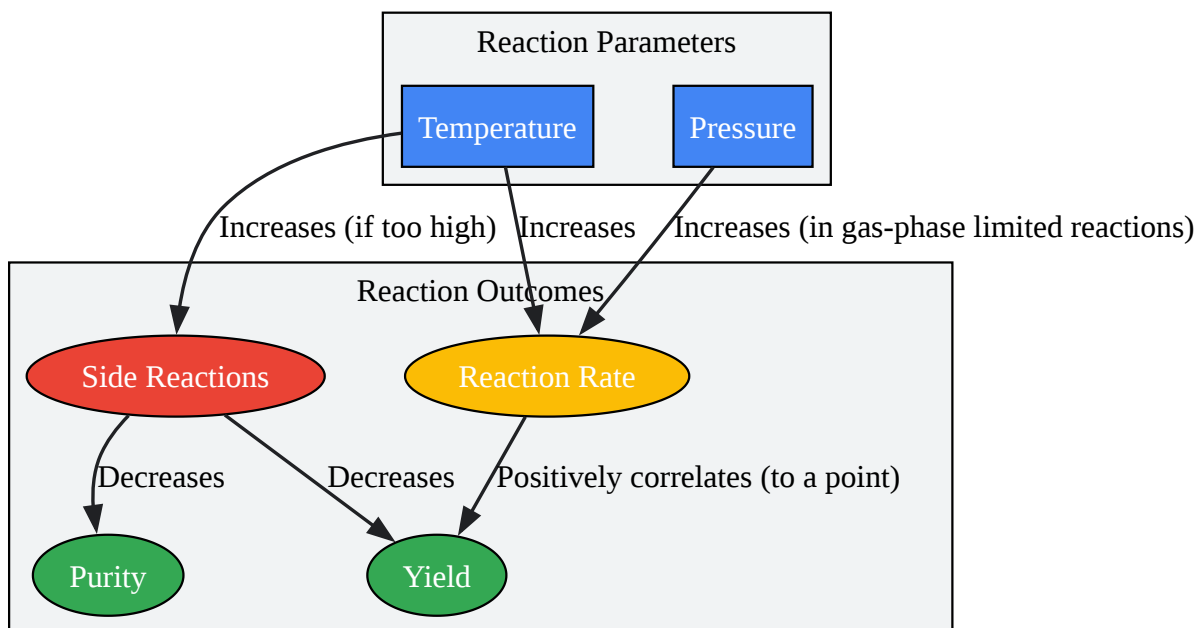 Reaction Parameters
Temperature
Pressure
Increases (if too high)
Increases
Increases (in gas-phase limited reactions)
Reaction Outcomes
Side Reactions
Reaction Rate
Decreases
Decreases
Positively correlates (to a point)
Purity
Yield